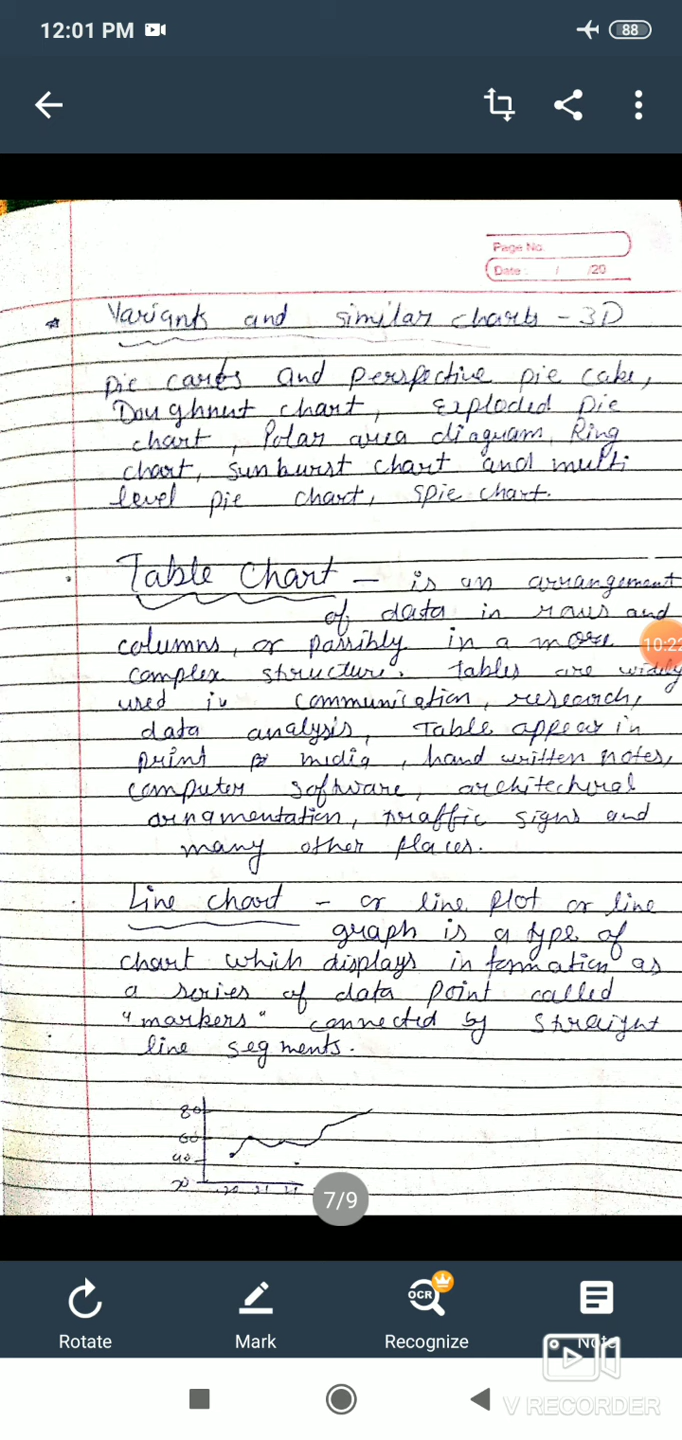 12:01 PM
88
Page No.
Date : / /20
Variants and similar charts - 3D
pie cares and perspective pie cake,
Doughnut chart, Exploded pie
chart, Polar area diagram, Ring
chart, sunburst chart and multi
level pie chart, spie chart.
Table Chart - is an arrangement
of data in rows and
10:22
columns, or possibly in a more
complex structure. Tables are widely
used in communication, research,
data analysis, Table appear in
print media, hand written notes,
computer software, architechural
ornamentation, traffic signs and
many other places.
Line chart - or line plot or line
graph is a type of
chart which displays information as
a series of data point called
"markers" connected by straight
line segments.
80
60
40
7/9
OCR
Rotate Mark Recognize Note
V RECORDER